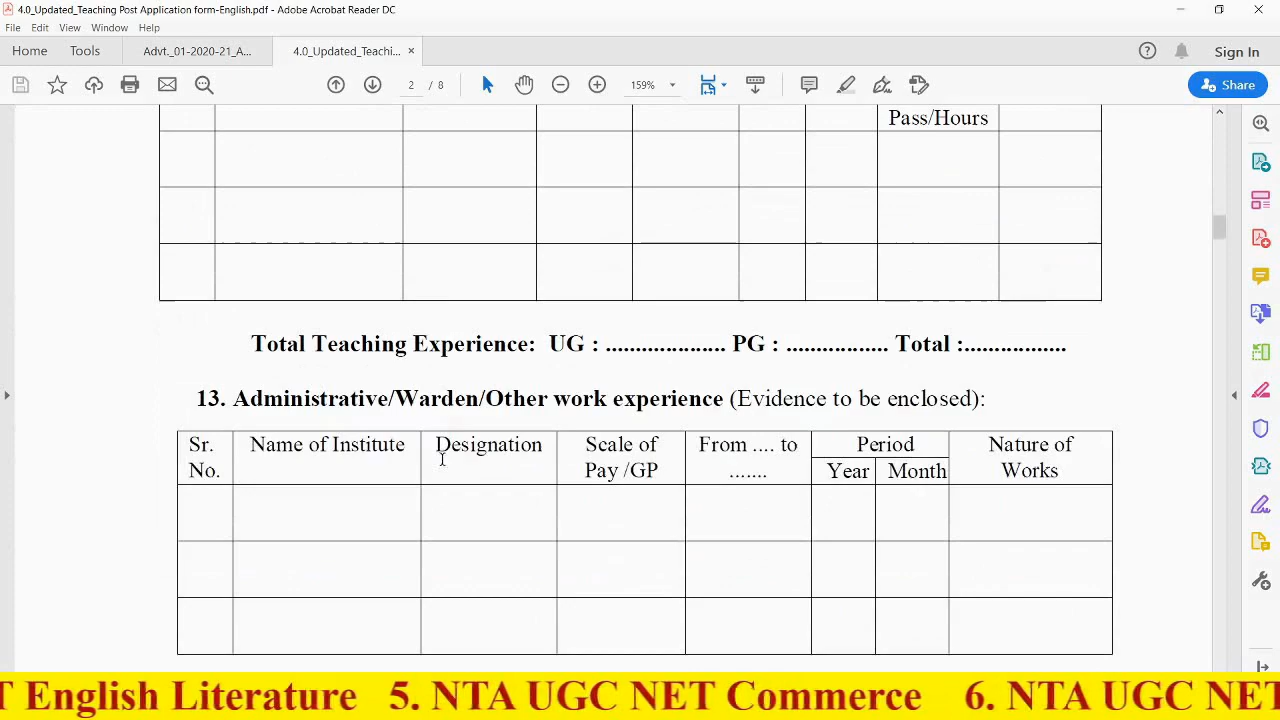 4.0_Updated_Teaching Post Application form-English.pdf - Adobe Acrobat Reader DC
File Edit View Window Help
Home Tools Advt._01-2020-21_A... 4.0_Updated_Teachi... ×
2 / 8 159% Sign In
Share
Pass/Hours
Total Teaching Experience: UG : ..................... PG : ................. Total :.................
13. Administrative/Warden/Other work experience (Evidence to be enclosed):
Sr. No. Name of Institute Designation Scale of Pay /GP From .... to ....... Period Year Month Nature of Works
T English Literature 5. NTA UGC NET Commerce 6. NTA UGC NET